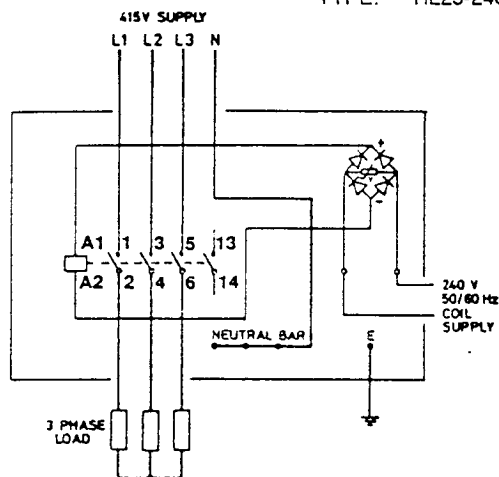 415V SUPPLY
L1 L2 L3 N
+
-
A1 1 3 5 13
A2 2 4 6 14
240 V
50/60 Hz
COIL
SUPPLY
NEUTRAL BAR
E
3 PHASE
LOAD